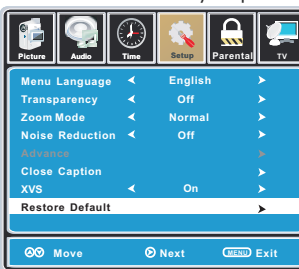 Picture Audio Time Setup Parental TV
Menu Language English
Transparency Off
Zoom Mode Normal
Noise Reduction Off
Advance
Close Caption
XVS On
Restore Default
Move Next MENU Exit